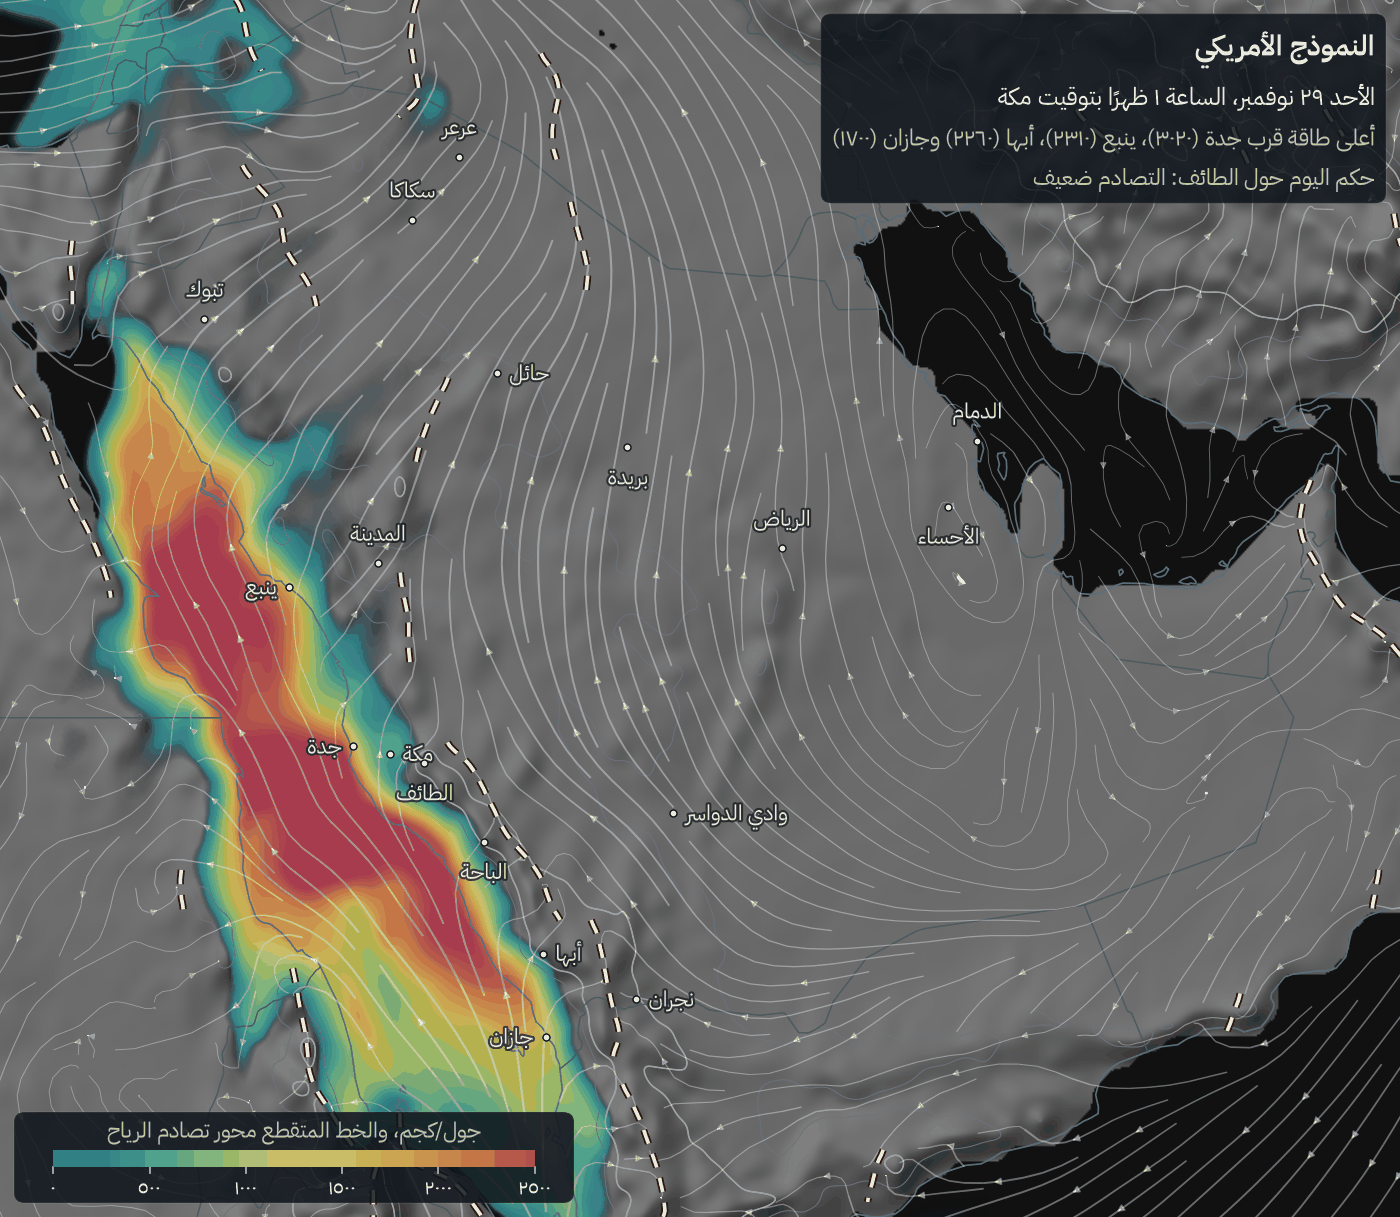 النموذج الأمريكي
الأحد ٢٩ نوفمبر، الساعة ١ ظهرًا بتوقيت مكة
أعلى طاقة قرب جدة (٣٠٢٠)، ينبع (٢٣١٠)، أبها (٢٢٦٠) وجازان (١٧٠٠)
حكم اليوم حول الطائف: التصادم ضعيف
عرعر
سكاكا
تبوك
حائل
الدمام
بريدة
الرياض
المدينة
الأحساء
ينبع
جدة
مكة
الطائف
وادي الدواسر
الباحة
أبها
نجران
جازان
جول/كجم، والخط المتقطع محور تصادم الرياح
٠ ٥٠٠ ١٠٠٠ ١٥٠٠ ٢٠٠٠ ٢٥٠٠